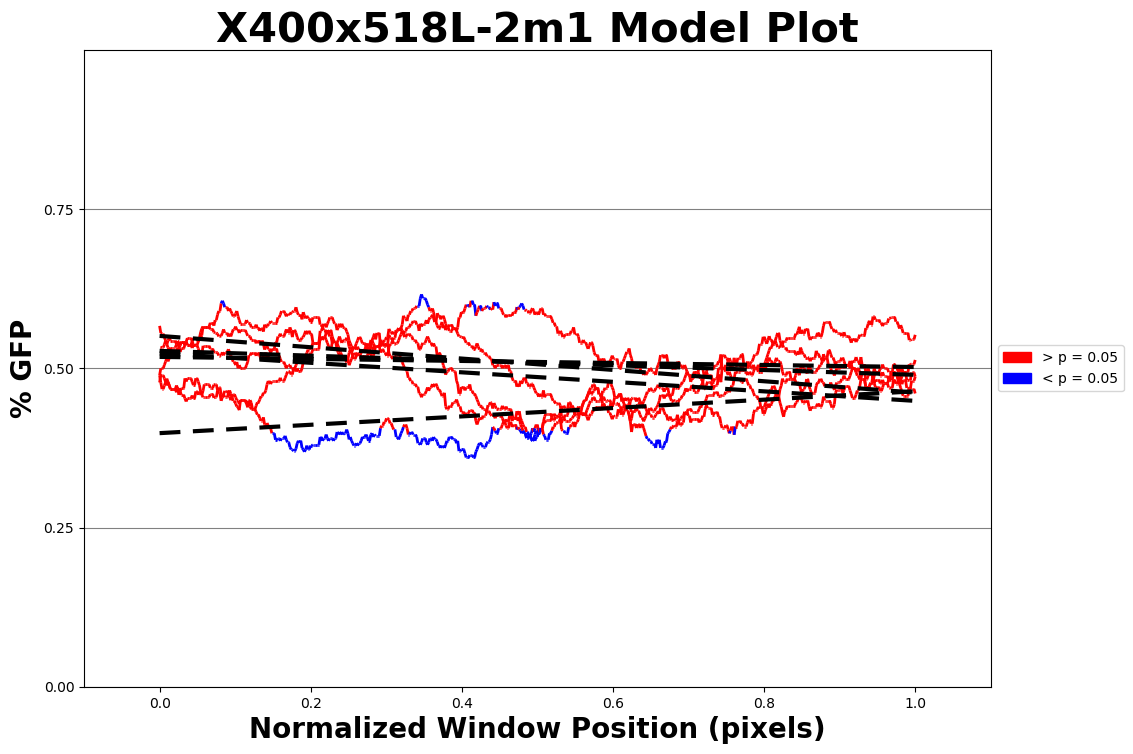 X400x518L-2m1 Model Plot
% GFP
0.75
0.50
0.25
0.00
0.0 0.2 0.4 0.6 0.8 1.0
Normalized Window Position (pixels)
> p = 0.05
< p = 0.05